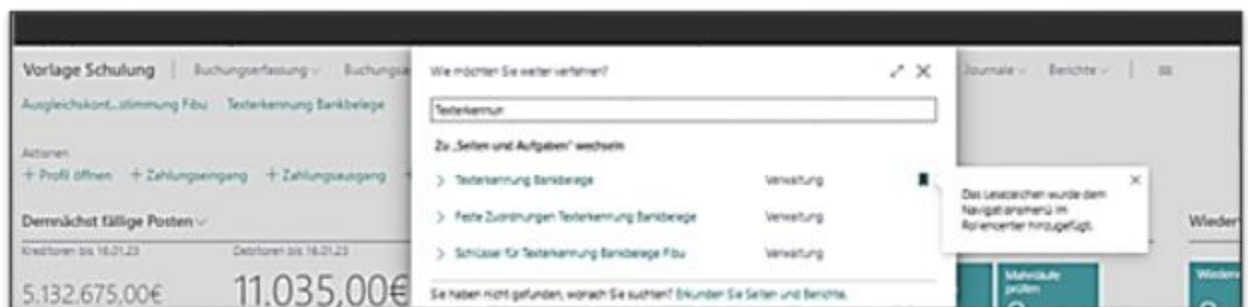 Vorlage Schulung | Buchungserfassung
Wie möchten Sie weiter verfahren?
Journale Berichte
Ausgleichskont...stimmung Fibu Texterkennung Bankbelege
Texterkennun
Zu „Seiten und Aufgaben" wechseln
Aktionen
+ Profil öffnen + Zahlungseingang + Zahlungsausgang +
> Texterkennung Bankbelege Verwaltung
> Feste Zuordnungen Texterkennung Bankbelege Verwaltung
> Schlüssel für Texterkennung Bankbelege Fibu Verwaltung
Das Lesezeichen wurde dem
Navigationsmenü im
Rollencenter hinzugefügt.
Demnächst fällige Posten
Kreditoren bis 16.01.23 Debitoren bis 16.01.23
5.132.675,00€ 11.035,00€
Sie haben nicht gefunden, wonach Sie suchten? Erkunden Sie Seiten und Berichte.
Mahnläufe
prüfen